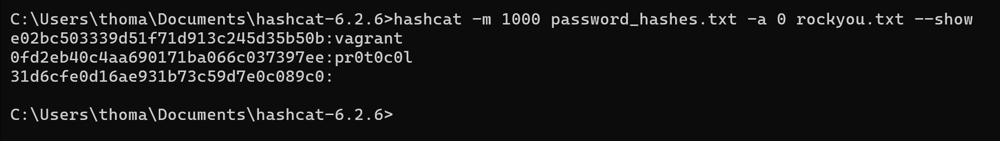 C:\Users\thoma\Documents\hashcat-6.2.6>hashcat -m 1000 password_hashes.txt -a 0 rockyou.txt --show
e02bc503339d51f71d913c245d35b50b:vagrant
0fd2eb40c4aa690171ba066c037397ee:pr0t0c0l
31d6cfe0d16ae931b73c59d7e0c089c0:
C:\Users\thoma\Documents\hashcat-6.2.6>